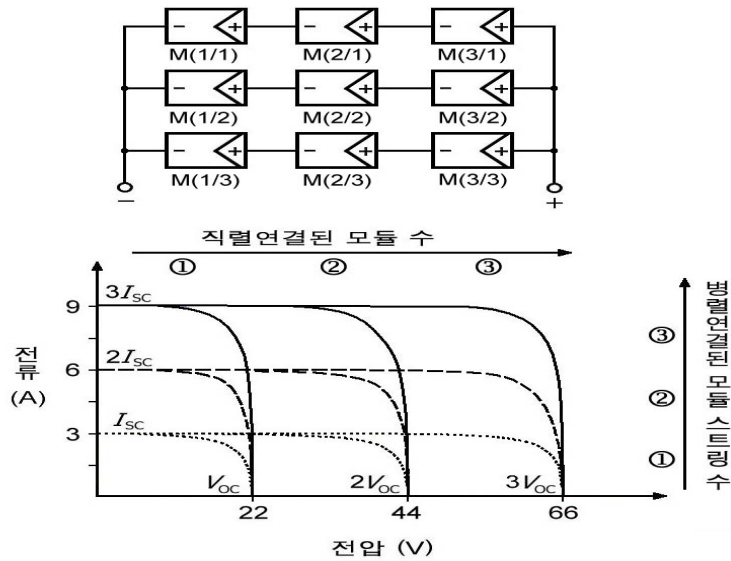 − + − + − +
M(1/1) M(2/1) M(3/1)
− + − + − +
M(1/2) M(2/2) M(3/2)
− + − + − +
M(1/3) M(2/3) M(3/3)
− +
직렬연결된 모듈 수
① ② ③
3I_SC
9
2I_SC
6
I_SC
3
전류
(A)
V_OC 2V_OC 3V_OC
22 44 66
전압 (V)
병렬연결된 모듈 스트링 수
③
②
①